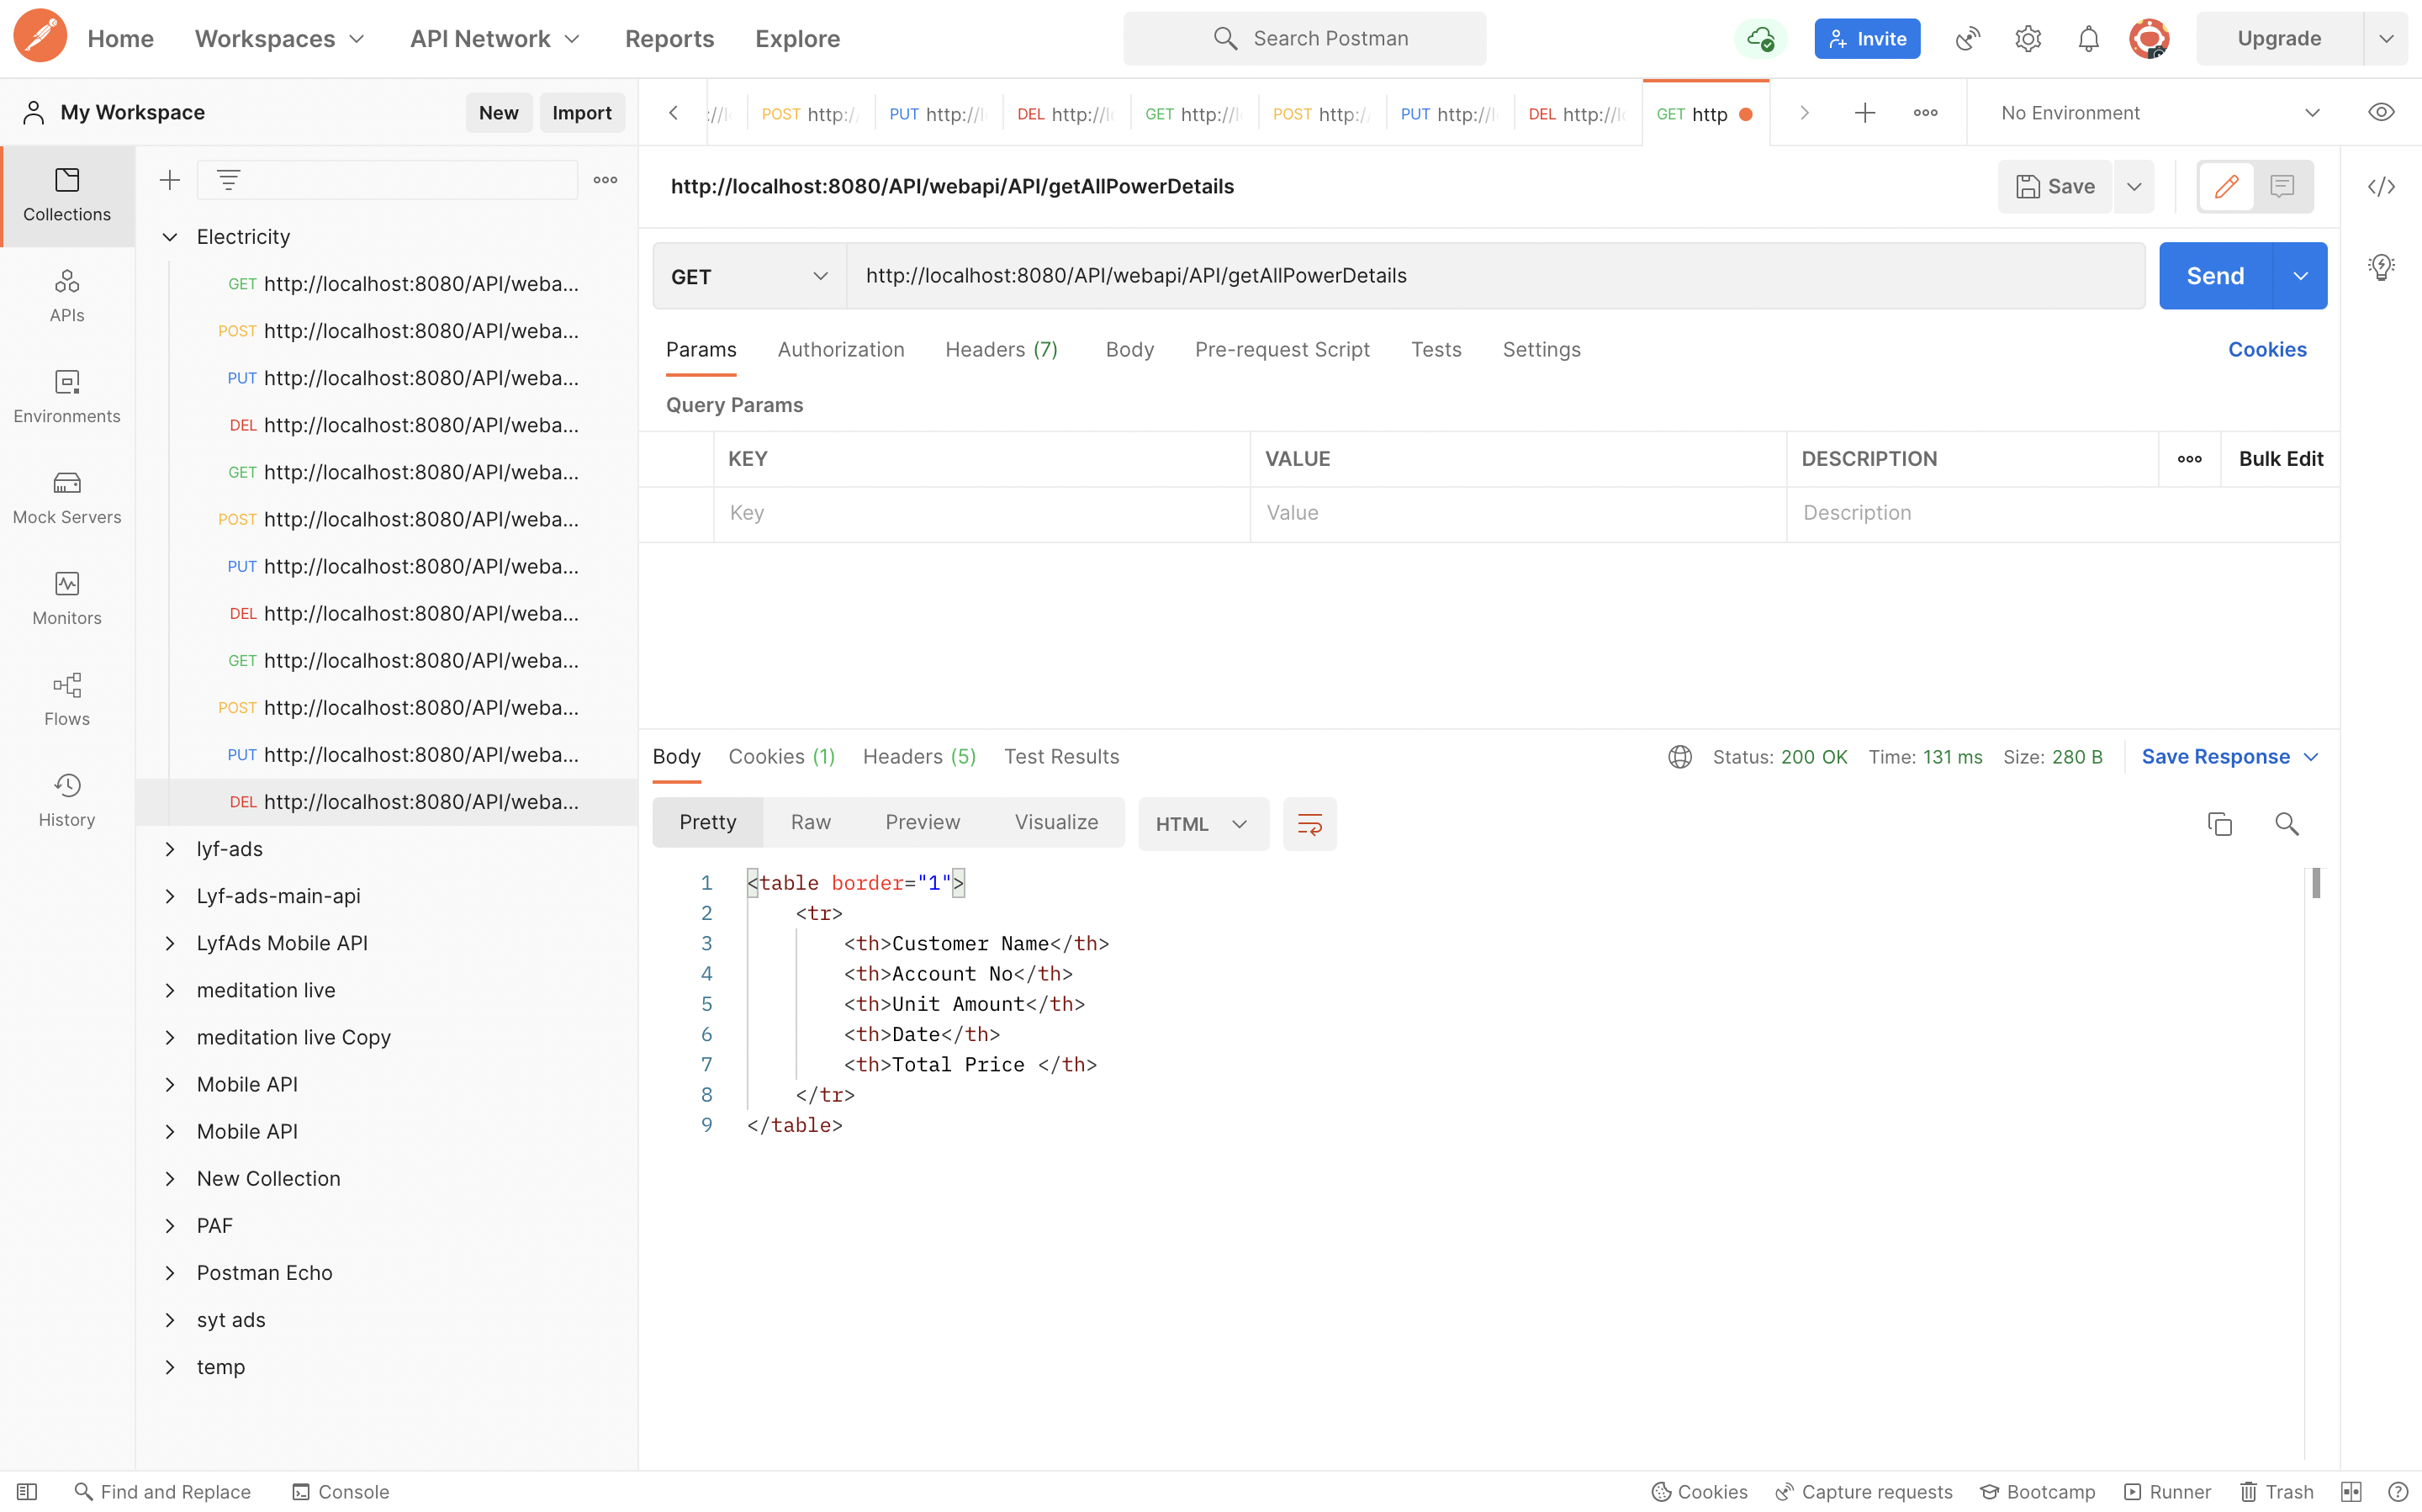 Home Workspaces API Network Reports Explore Search Postman Invite Upgrade
My Workspace New Import
POST http:/ PUT http:// DEL http:// GET http:// POST http:/ PUT http:// DEL http:// GET http
No Environment
Collections
APIs
Environments
Mock Servers
Monitors
Flows
History
Electricity
GET http://localhost:8080/API/weba...
POST http://localhost:8080/API/weba...
PUT http://localhost:8080/API/weba...
DEL http://localhost:8080/API/weba...
GET http://localhost:8080/API/weba...
POST http://localhost:8080/API/weba...
PUT http://localhost:8080/API/weba...
DEL http://localhost:8080/API/weba...
GET http://localhost:8080/API/weba...
POST http://localhost:8080/API/weba...
PUT http://localhost:8080/API/weba...
DEL http://localhost:8080/API/weba...
lyf-ads
Lyf-ads-main-api
LyfAds Mobile API
meditation live
meditation live Copy
Mobile API
Mobile API
New Collection
PAF
Postman Echo
syt ads
temp
http://localhost:8080/API/webapi/API/getAllPowerDetails
Save
GET http://localhost:8080/API/webapi/API/getAllPowerDetails Send
Params Authorization Headers (7) Body Pre-request Script Tests Settings Cookies
Query Params
KEY VALUE DESCRIPTION Bulk Edit
Key Value Description
Body Cookies (1) Headers (5) Test Results Status: 200 OK Time: 131 ms Size: 280 B Save Response
Pretty Raw Preview Visualize HTML
1 <table border="1">
2 <tr>
3 <th>Customer Name</th>
4 <th>Account No</th>
5 <th>Unit Amount</th>
6 <th>Date</th>
7 <th>Total Price </th>
8 </tr>
9 </table>
Find and Replace Console Cookies Capture requests Bootcamp Runner Trash